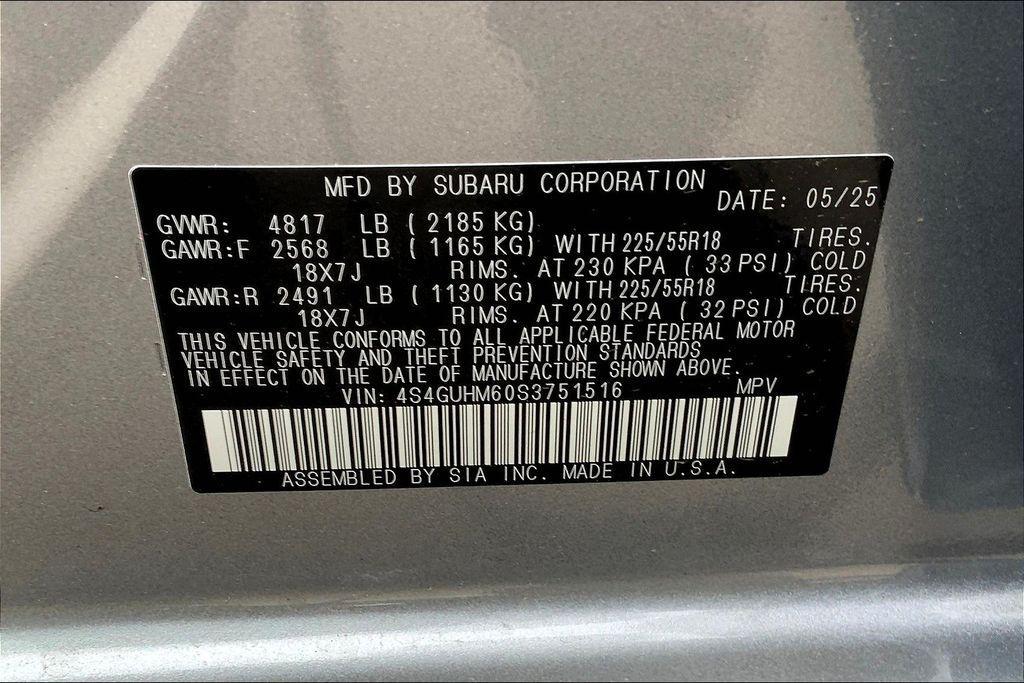 MFD BY SUBARU CORPORATION
DATE: 05/25
GVWR: 4817 LB ( 2185 KG)
GAWR:F 2568 LB ( 1165 KG) WITH 225/55R18 TIRES.
18X7J RIMS. AT 230 KPA ( 33 PSI) COLD
GAWR:R 2491 LB ( 1130 KG) WITH 225/55R18 TIRES.
18X7J RIMS. AT 220 KPA ( 32 PSI) COLD
THIS VEHICLE CONFORMS TO ALL APPLICABLE FEDERAL MOTOR
VEHICLE SAFETY AND THEFT PREVENTION STANDARDS
IN EFFECT ON THE DATE OF MANUFACTURE SHOWN ABOVE.
VIN: 4S4GUHM60S3751516 MPV
ASSEMBLED BY SIA INC. MADE IN U.S.A.